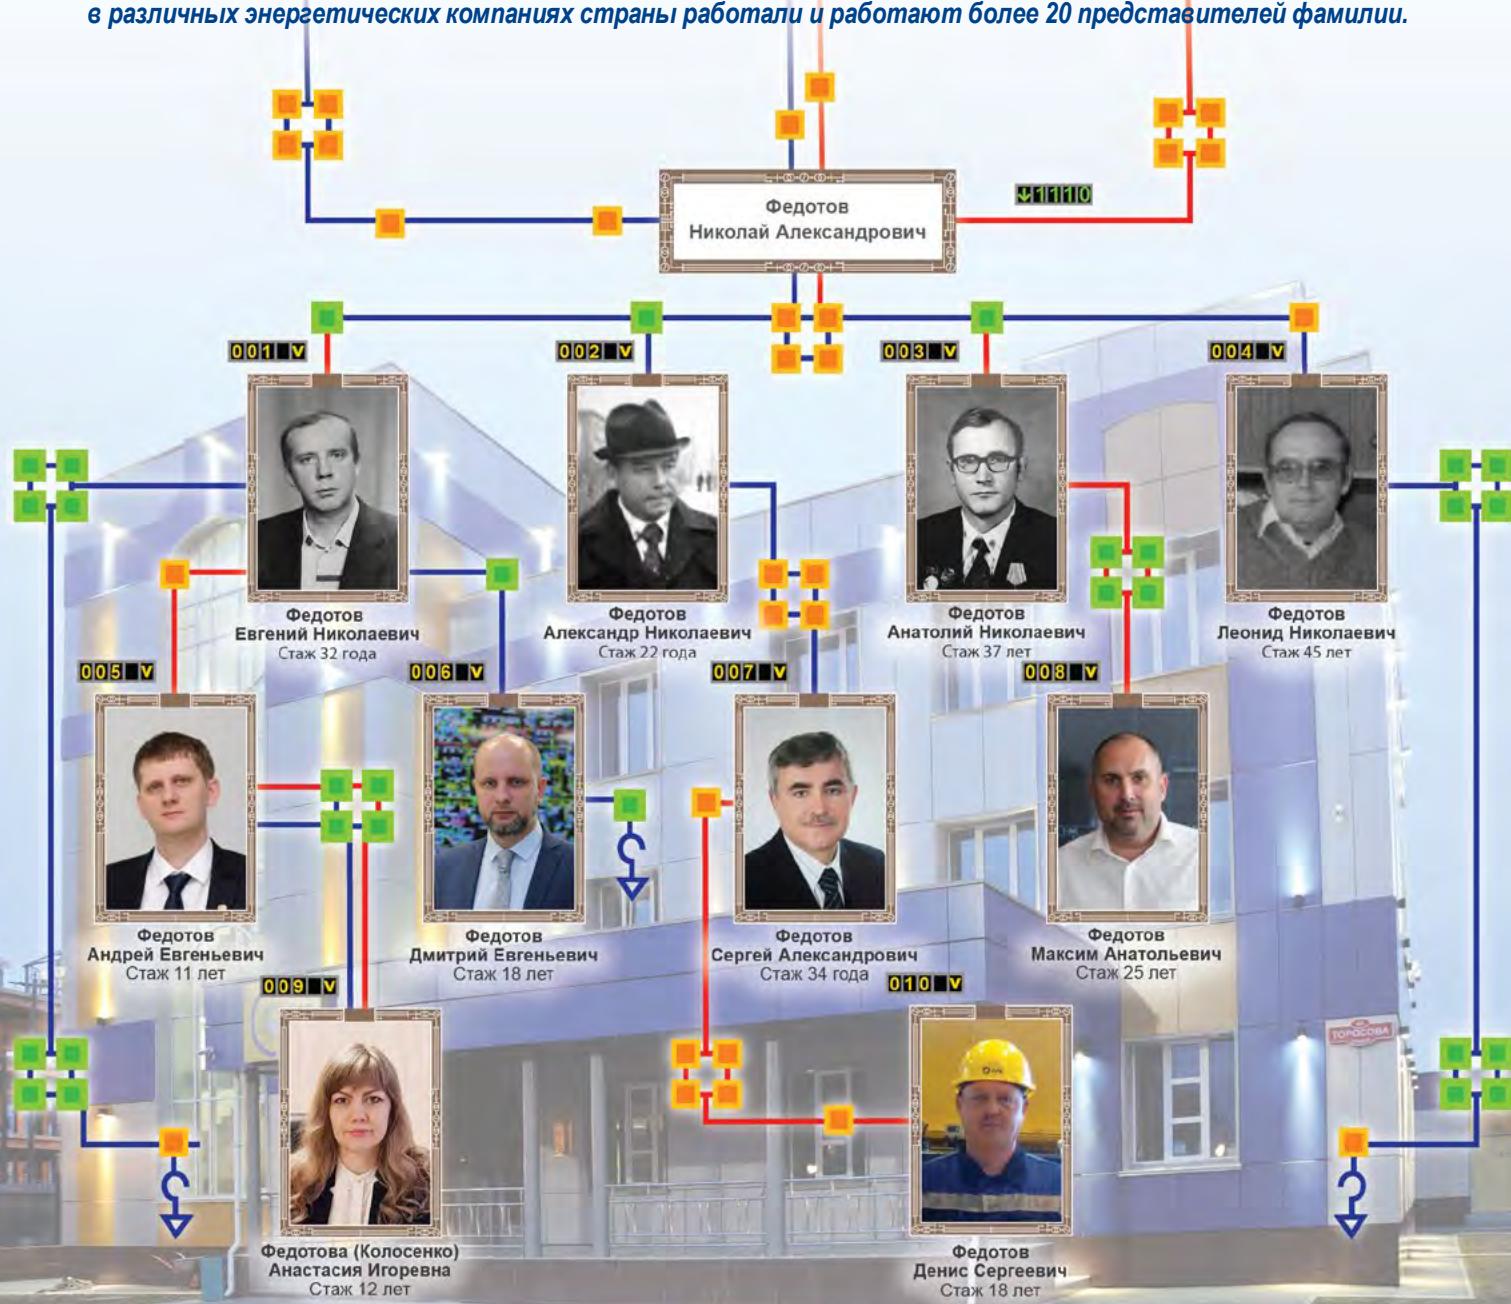 в различных энергетических компаниях страны работали и работают более 20 представителей фамилии.
↓1110
Федотов
Николай Александрович
001 V
002 V
003 V
004 V
Федотов
Евгений Николаевич
Стаж 32 года
Федотов
Александр Николаевич
Стаж 22 года
Федотов
Анатолий Николаевич
Стаж 37 лет
Федотов
Леонид Николаевич
Стаж 45 лет
005 V
006 V
007 V
008 V
Федотов
Андрей Евгеньевич
Стаж 11 лет
Федотов
Дмитрий Евгеньевич
Стаж 18 лет
Федотов
Сергей Александрович
Стаж 34 года
Федотов
Максим Анатольевич
Стаж 25 лет
009 V
010 V
ТОРОСОВА
Федотова (Колосенко)
Анастасия Игоревна
Стаж 12 лет
Федотов
Денис Сергеевич
Стаж 18 лет